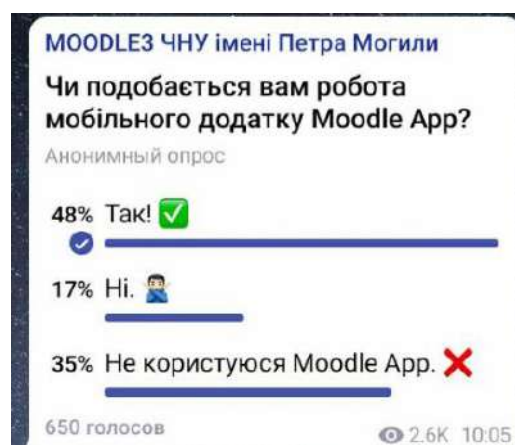 MOODLE3 ЧНУ імені Петра Могили
Чи подобається вам робота
мобільного додатку Moodle App?
Анонимный опрос
48% Так! ✅
17% Ні. 🙅🏻‍♂️
35% Не користуюся Moodle App. ❌
650 голосов 2.6K 10:05